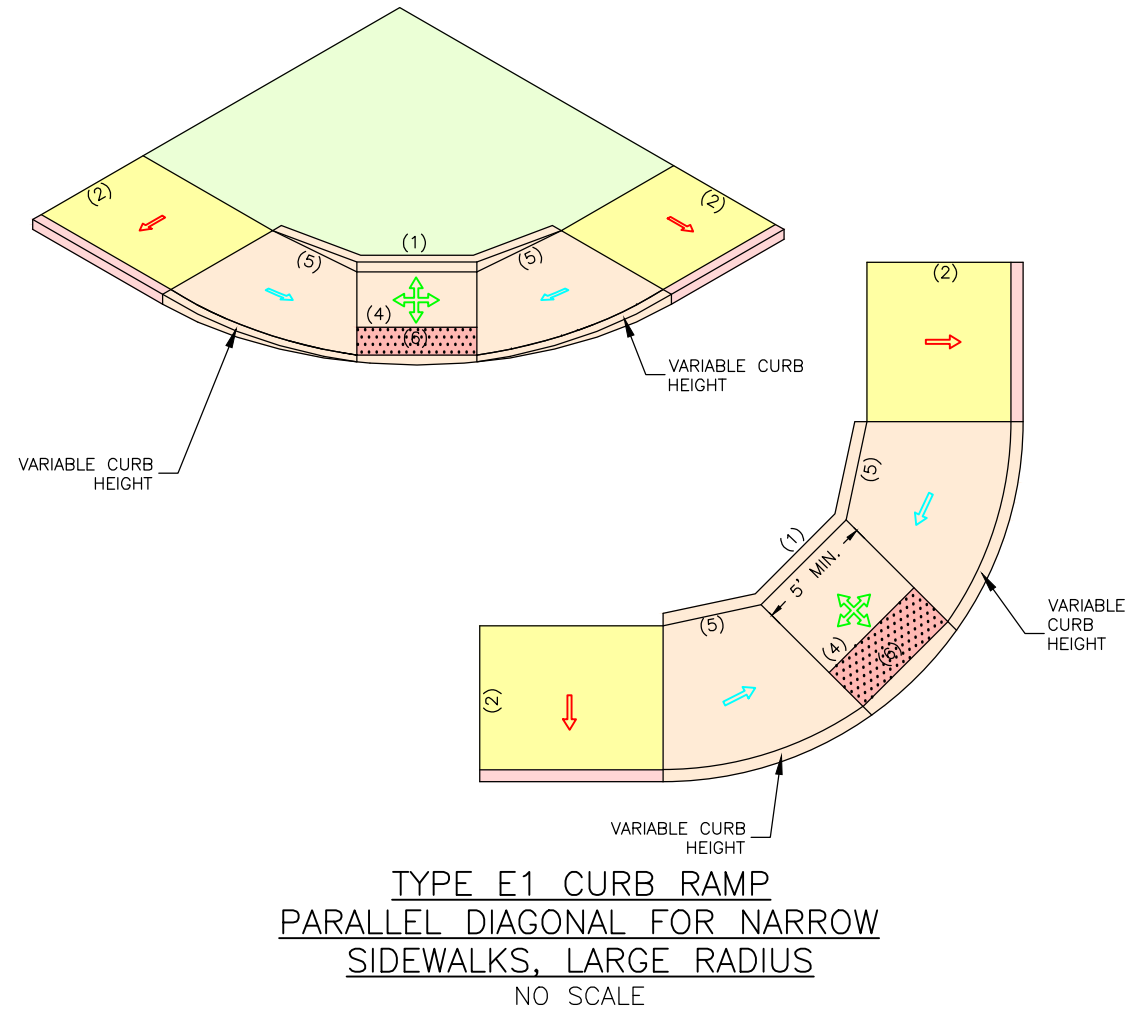 (2)
(2)
(1)
(5)
(5)
(4)
(6)
VARIABLE CURB
HEIGHT
VARIABLE CURB
HEIGHT
(2)
(5)
(1)
5' MIN.
(5)
(4)
(6)
(2)
VARIABLE
CURB
HEIGHT
VARIABLE CURB
HEIGHT
TYPE E1 CURB RAMP
PARALLEL DIAGONAL FOR NARROW
SIDEWALKS, LARGE RADIUS
NO SCALE